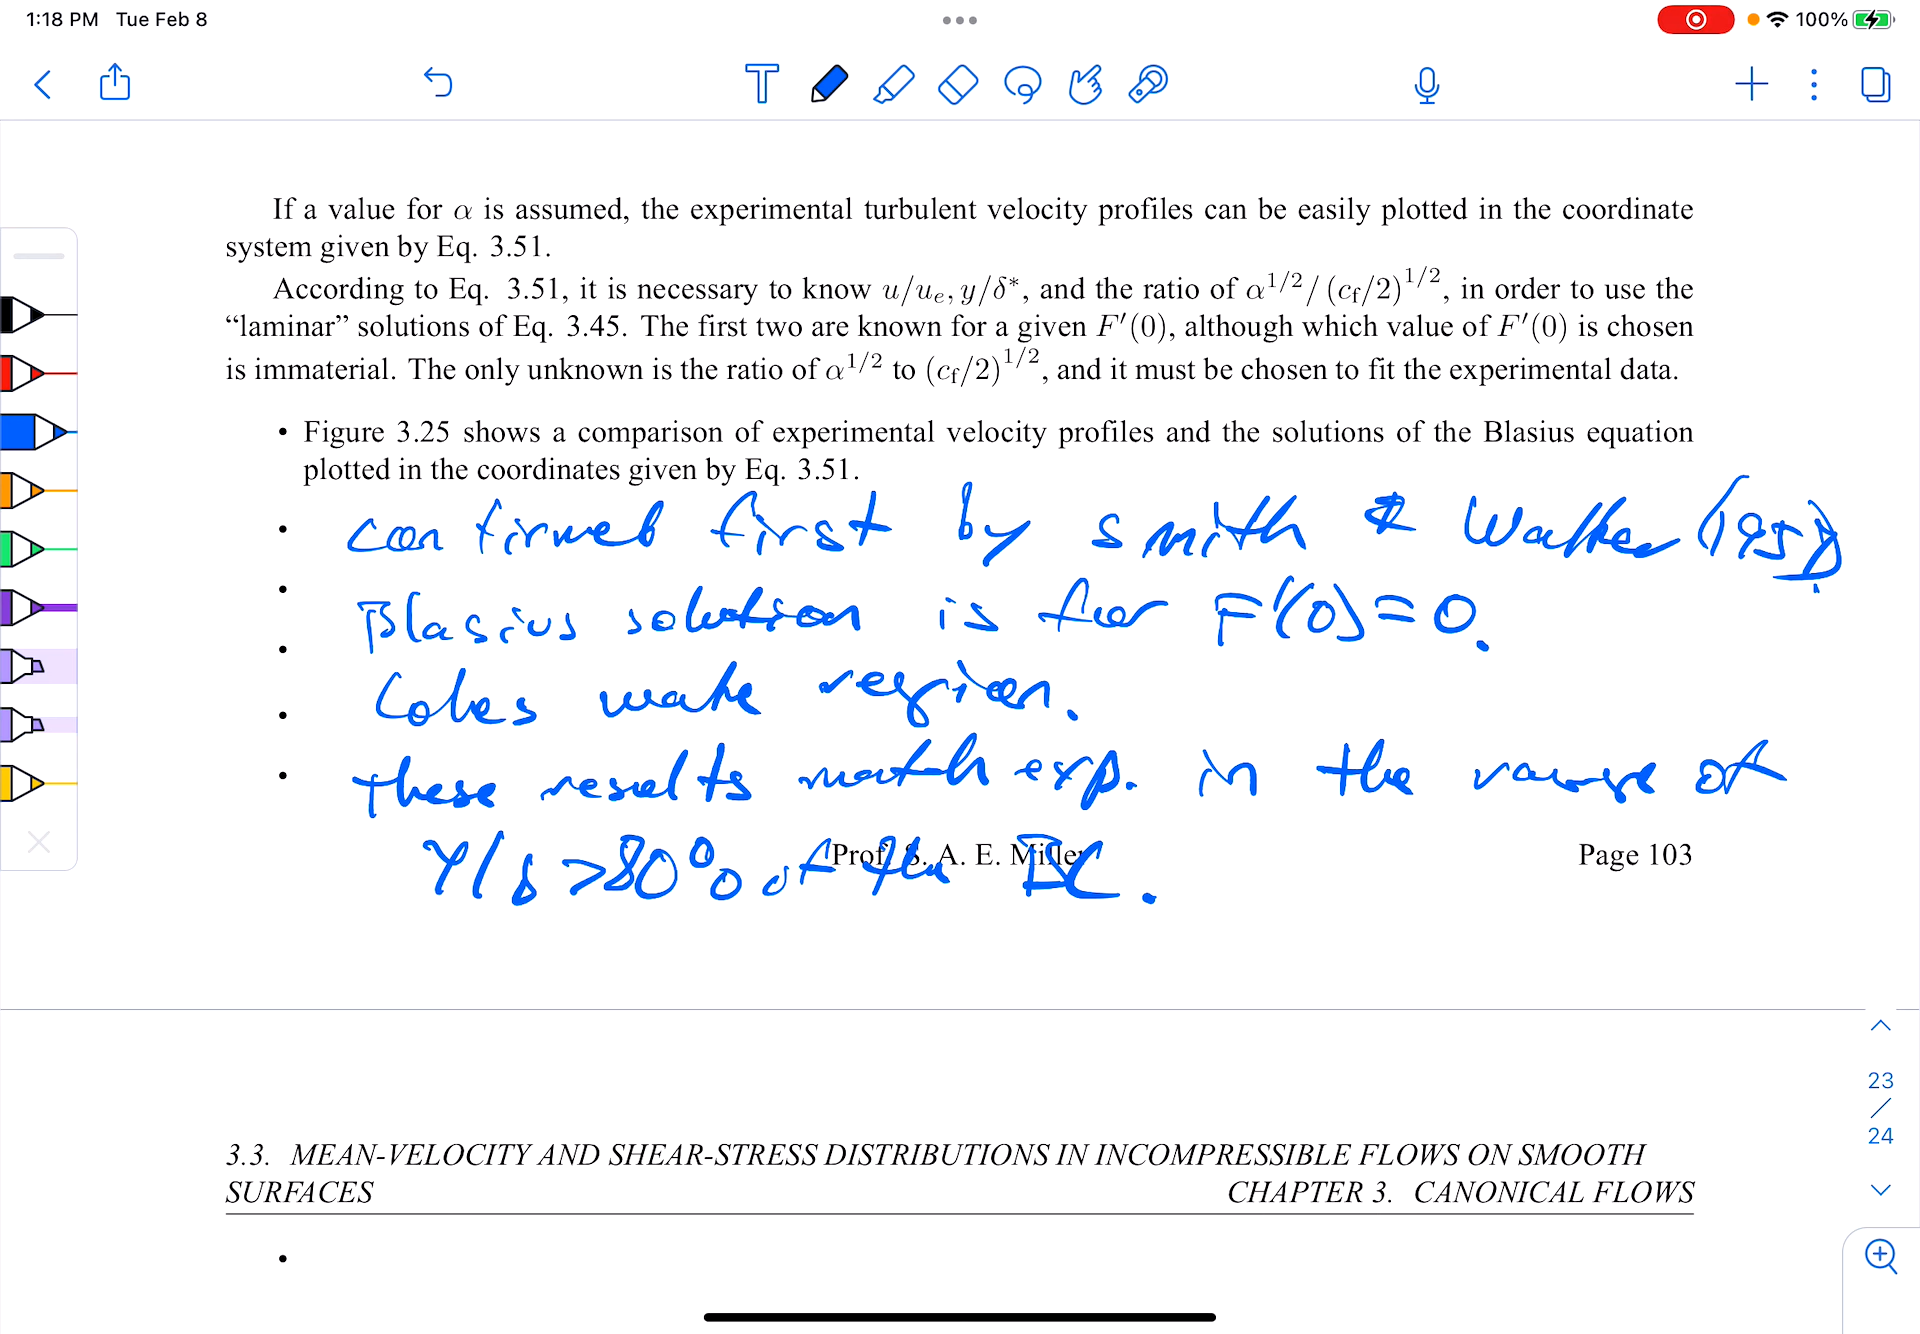 1:18 PM Tue Feb 8
100%
If a value for α is assumed, the experimental turbulent velocity profiles can be easily plotted in the coordinate
system given by Eq. 3.51.
According to Eq. 3.51, it is necessary to know u/uₑ, y/δ*, and the ratio of α^{1/2}/(c_f/2)^{1/2}, in order to use the
“laminar” solutions of Eq. 3.45. The first two are known for a given F′(0), although which value of F′(0) is chosen
is immaterial. The only unknown is the ratio of α^{1/2} to (c_f/2)^{1/2}, and it must be chosen to fit the experimental data.
• Figure 3.25 shows a comparison of experimental velocity profiles and the solutions of the Blasius equation
plotted in the coordinates given by Eq. 3.51.
• confirmed first by Smith & Walker
• Blasius solution is for F'(0)=0.
• Coles wake region.
• these results match exp. in the range of
y/δ >80% of the BL.
Prof. S. A. E. Miller
Page 103
23
/
24
3.3. MEAN-VELOCITY AND SHEAR-STRESS DISTRIBUTIONS IN INCOMPRESSIBLE FLOWS ON SMOOTH
SURFACES CHAPTER 3. CANONICAL FLOWS
•